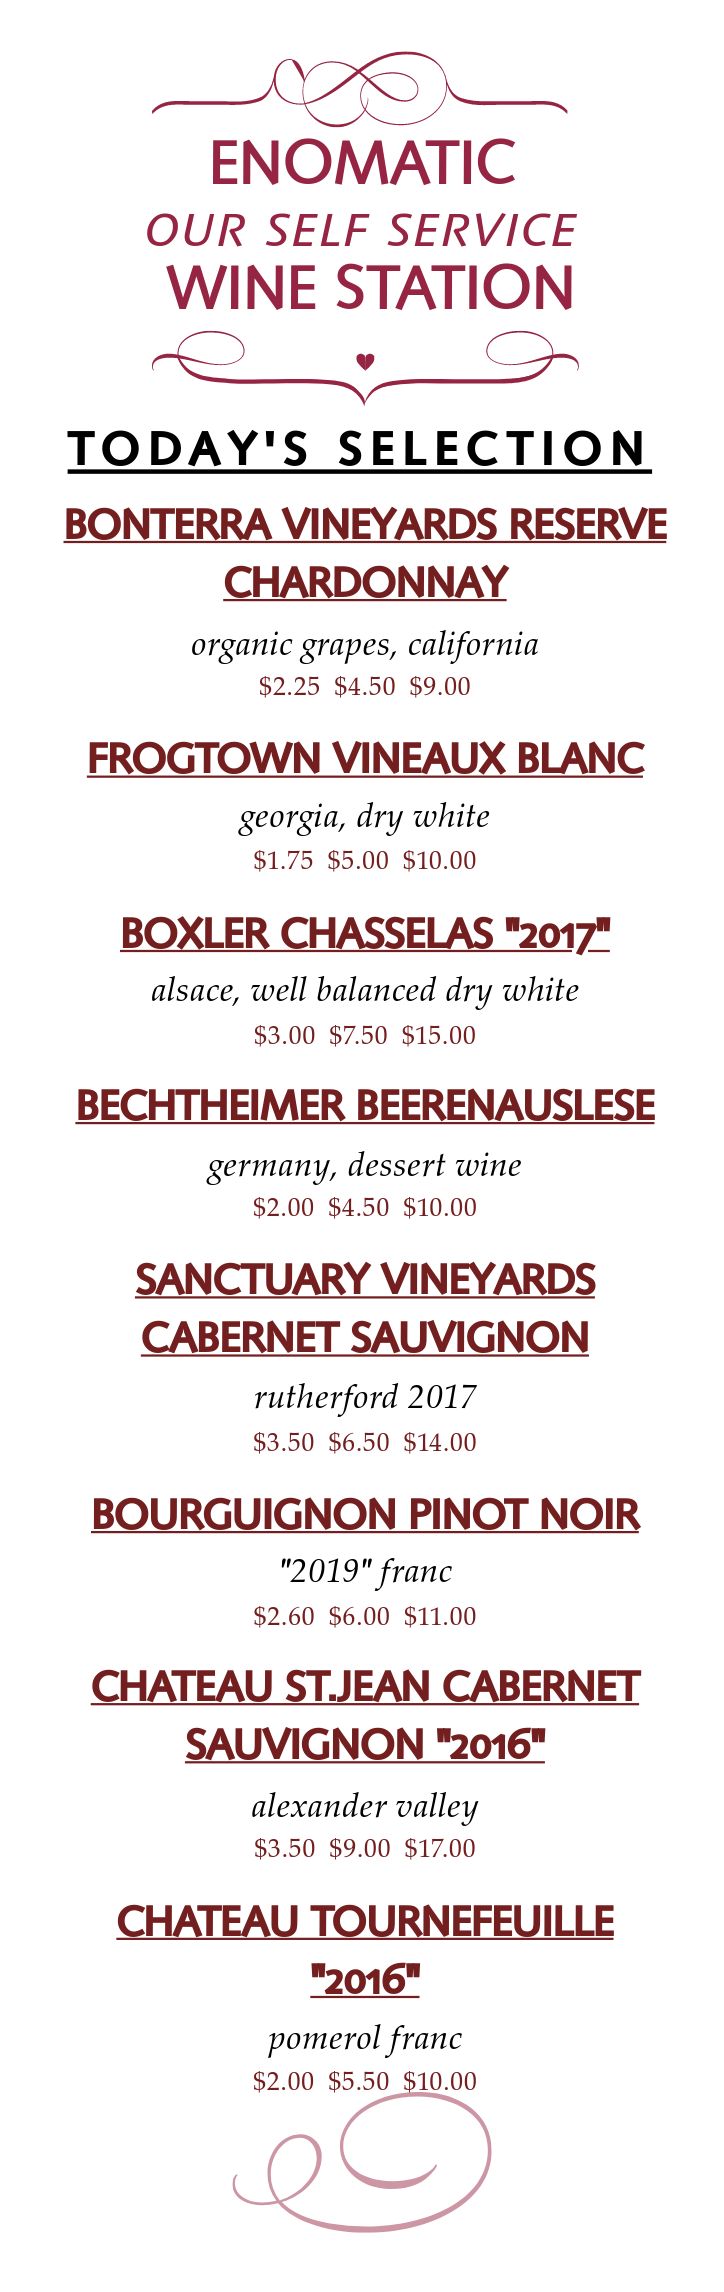 ENOMATIC
OUR SELF SERVICE
WINE STATION
TODAY'S SELECTION
BONTERRA VINEYARDS RESERVE
CHARDONNAY
organic grapes, california
$2.25 $4.50 $9.00
FROGTOWN VINEAUX BLANC
georgia, dry white
$1.75 $5.00 $10.00
BOXLER CHASSELAS "2017"
alsace, well balanced dry white
$3.00 $7.50 $15.00
BECHTHEIMER BEERENAUSLESE
germany, dessert wine
$2.00 $4.50 $10.00
SANCTUARY VINEYARDS
CABERNET SAUVIGNON
rutherford 2017
$3.50 $6.50 $14.00
BOURGUIGNON PINOT NOIR
"2019" franc
$2.60 $6.00 $11.00
CHATEAU ST.JEAN CABERNET
SAUVIGNON "2016"
alexander valley
$3.50 $9.00 $17.00
CHATEAU TOURNEFEUILLE
"2016"
pomerol franc
$2.00 $5.50 $10.00